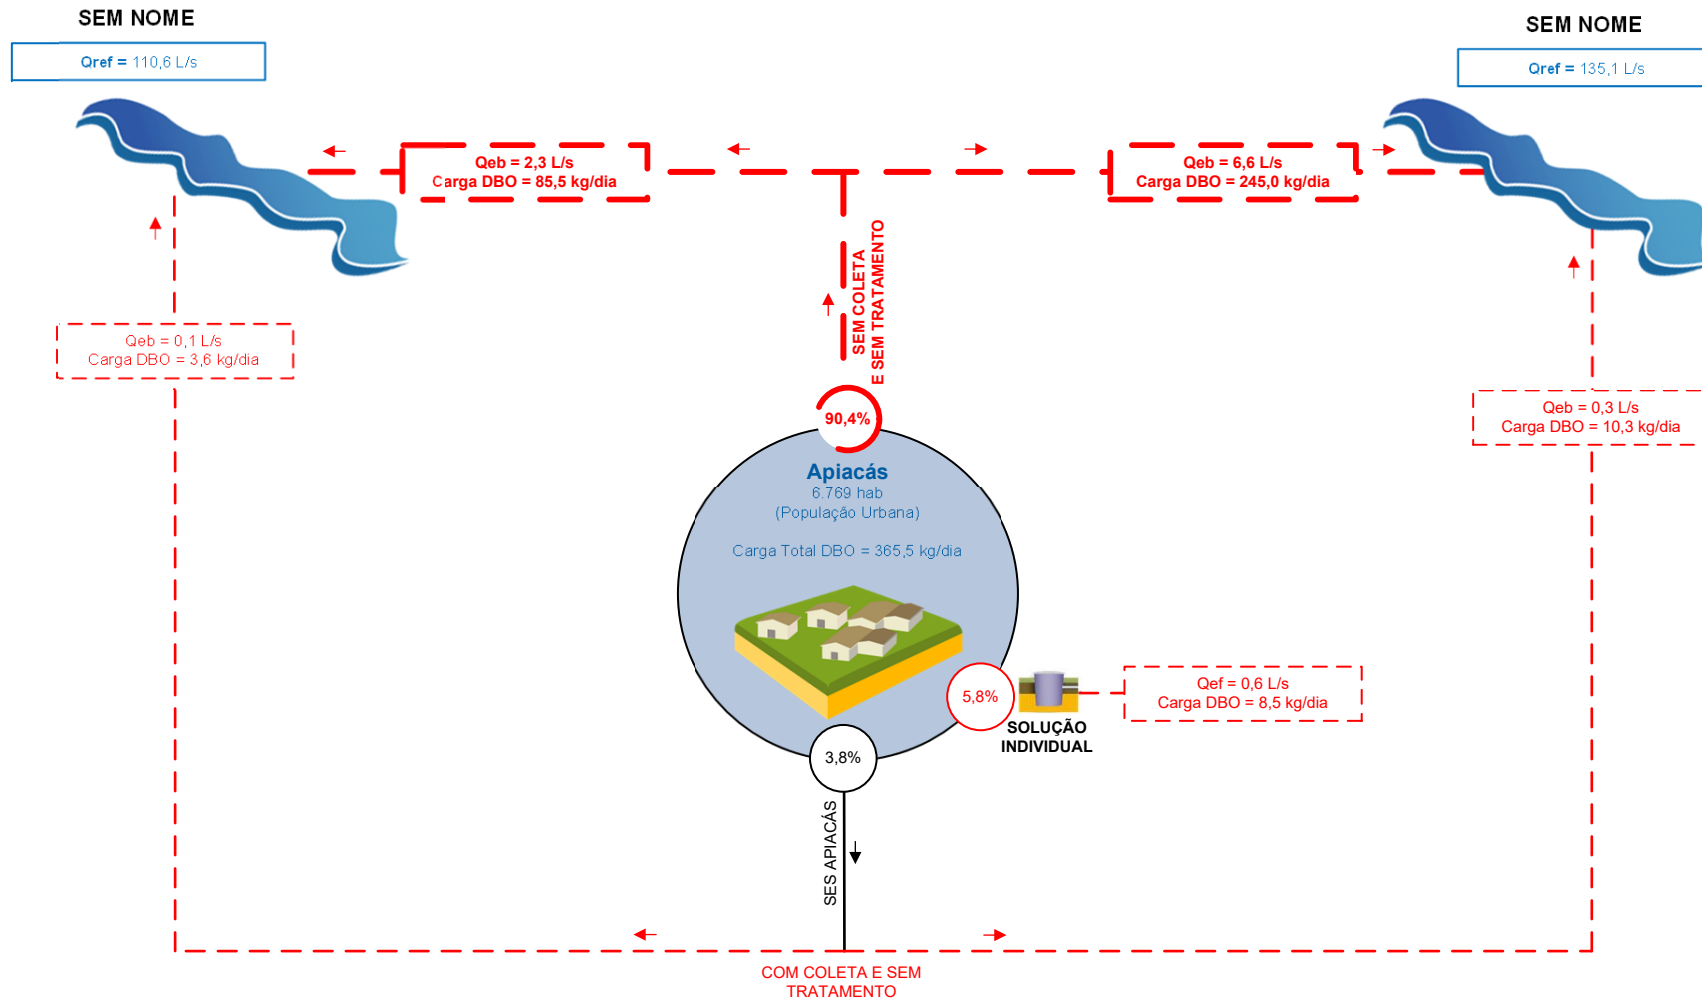 SEM NOME
Qref = 110,6 L/s
SEM NOME
Qref = 135,1 L/s
Qeb = 2,3 L/s
Carga DBO = 85,5 kg/dia
Qeb = 6,6 L/s
Carga DBO = 245,0 kg/dia
SEM COLETA
E SEM TRATAMENTO
Qeb = 0,1 L/s
Carga DBO = 3,6 kg/dia
Qeb = 0,3 L/s
Carga DBO = 10,3 kg/dia
90,4%
Apiacás
6.769 hab
(População Urbana)
Carga Total DBO = 365,5 kg/dia
5,8%
SOLUÇÃO
INDIVIDUAL
Qef = 0,6 L/s
Carga DBO = 8,5 kg/dia
3,8%
SES APIACÁS
COM COLETA E SEM
TRATAMENTO